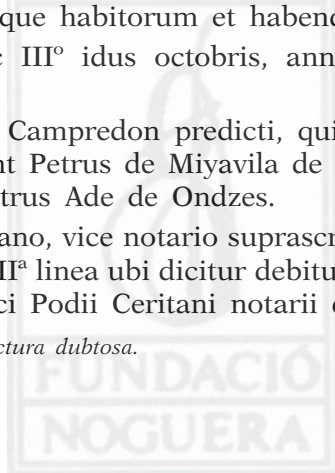 que habitorum et habend
c IIIº idus octobris, ann
Campredon predicti, qui
nt Petrus de Miyavila de
trus Ade de Ondzes.
ano, vice notario suprascr
IIª linea ubi dicitur debitu
ci Podii Ceritani notarii
ctura dubtosa.
FUNDACIÓ
NOGUERA